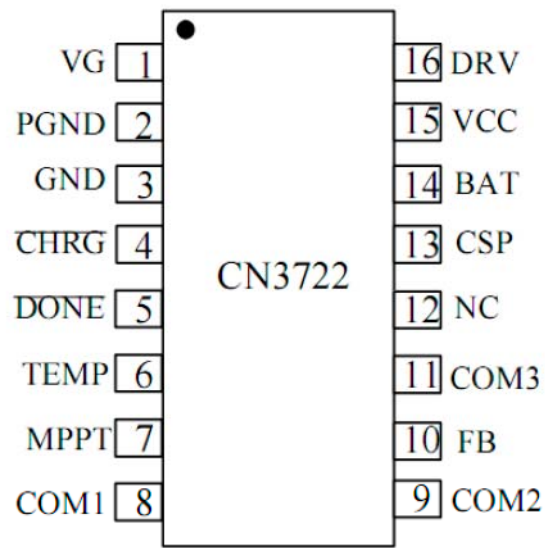 VG 1 16 DRV
PGND 2 15 VCC
GND 3 14 BAT
CHRG 4 13 CSP
CN3722
DONE 5 12 NC
TEMP 6 11 COM3
MPPT 7 10 FB
COM1 8 9 COM2